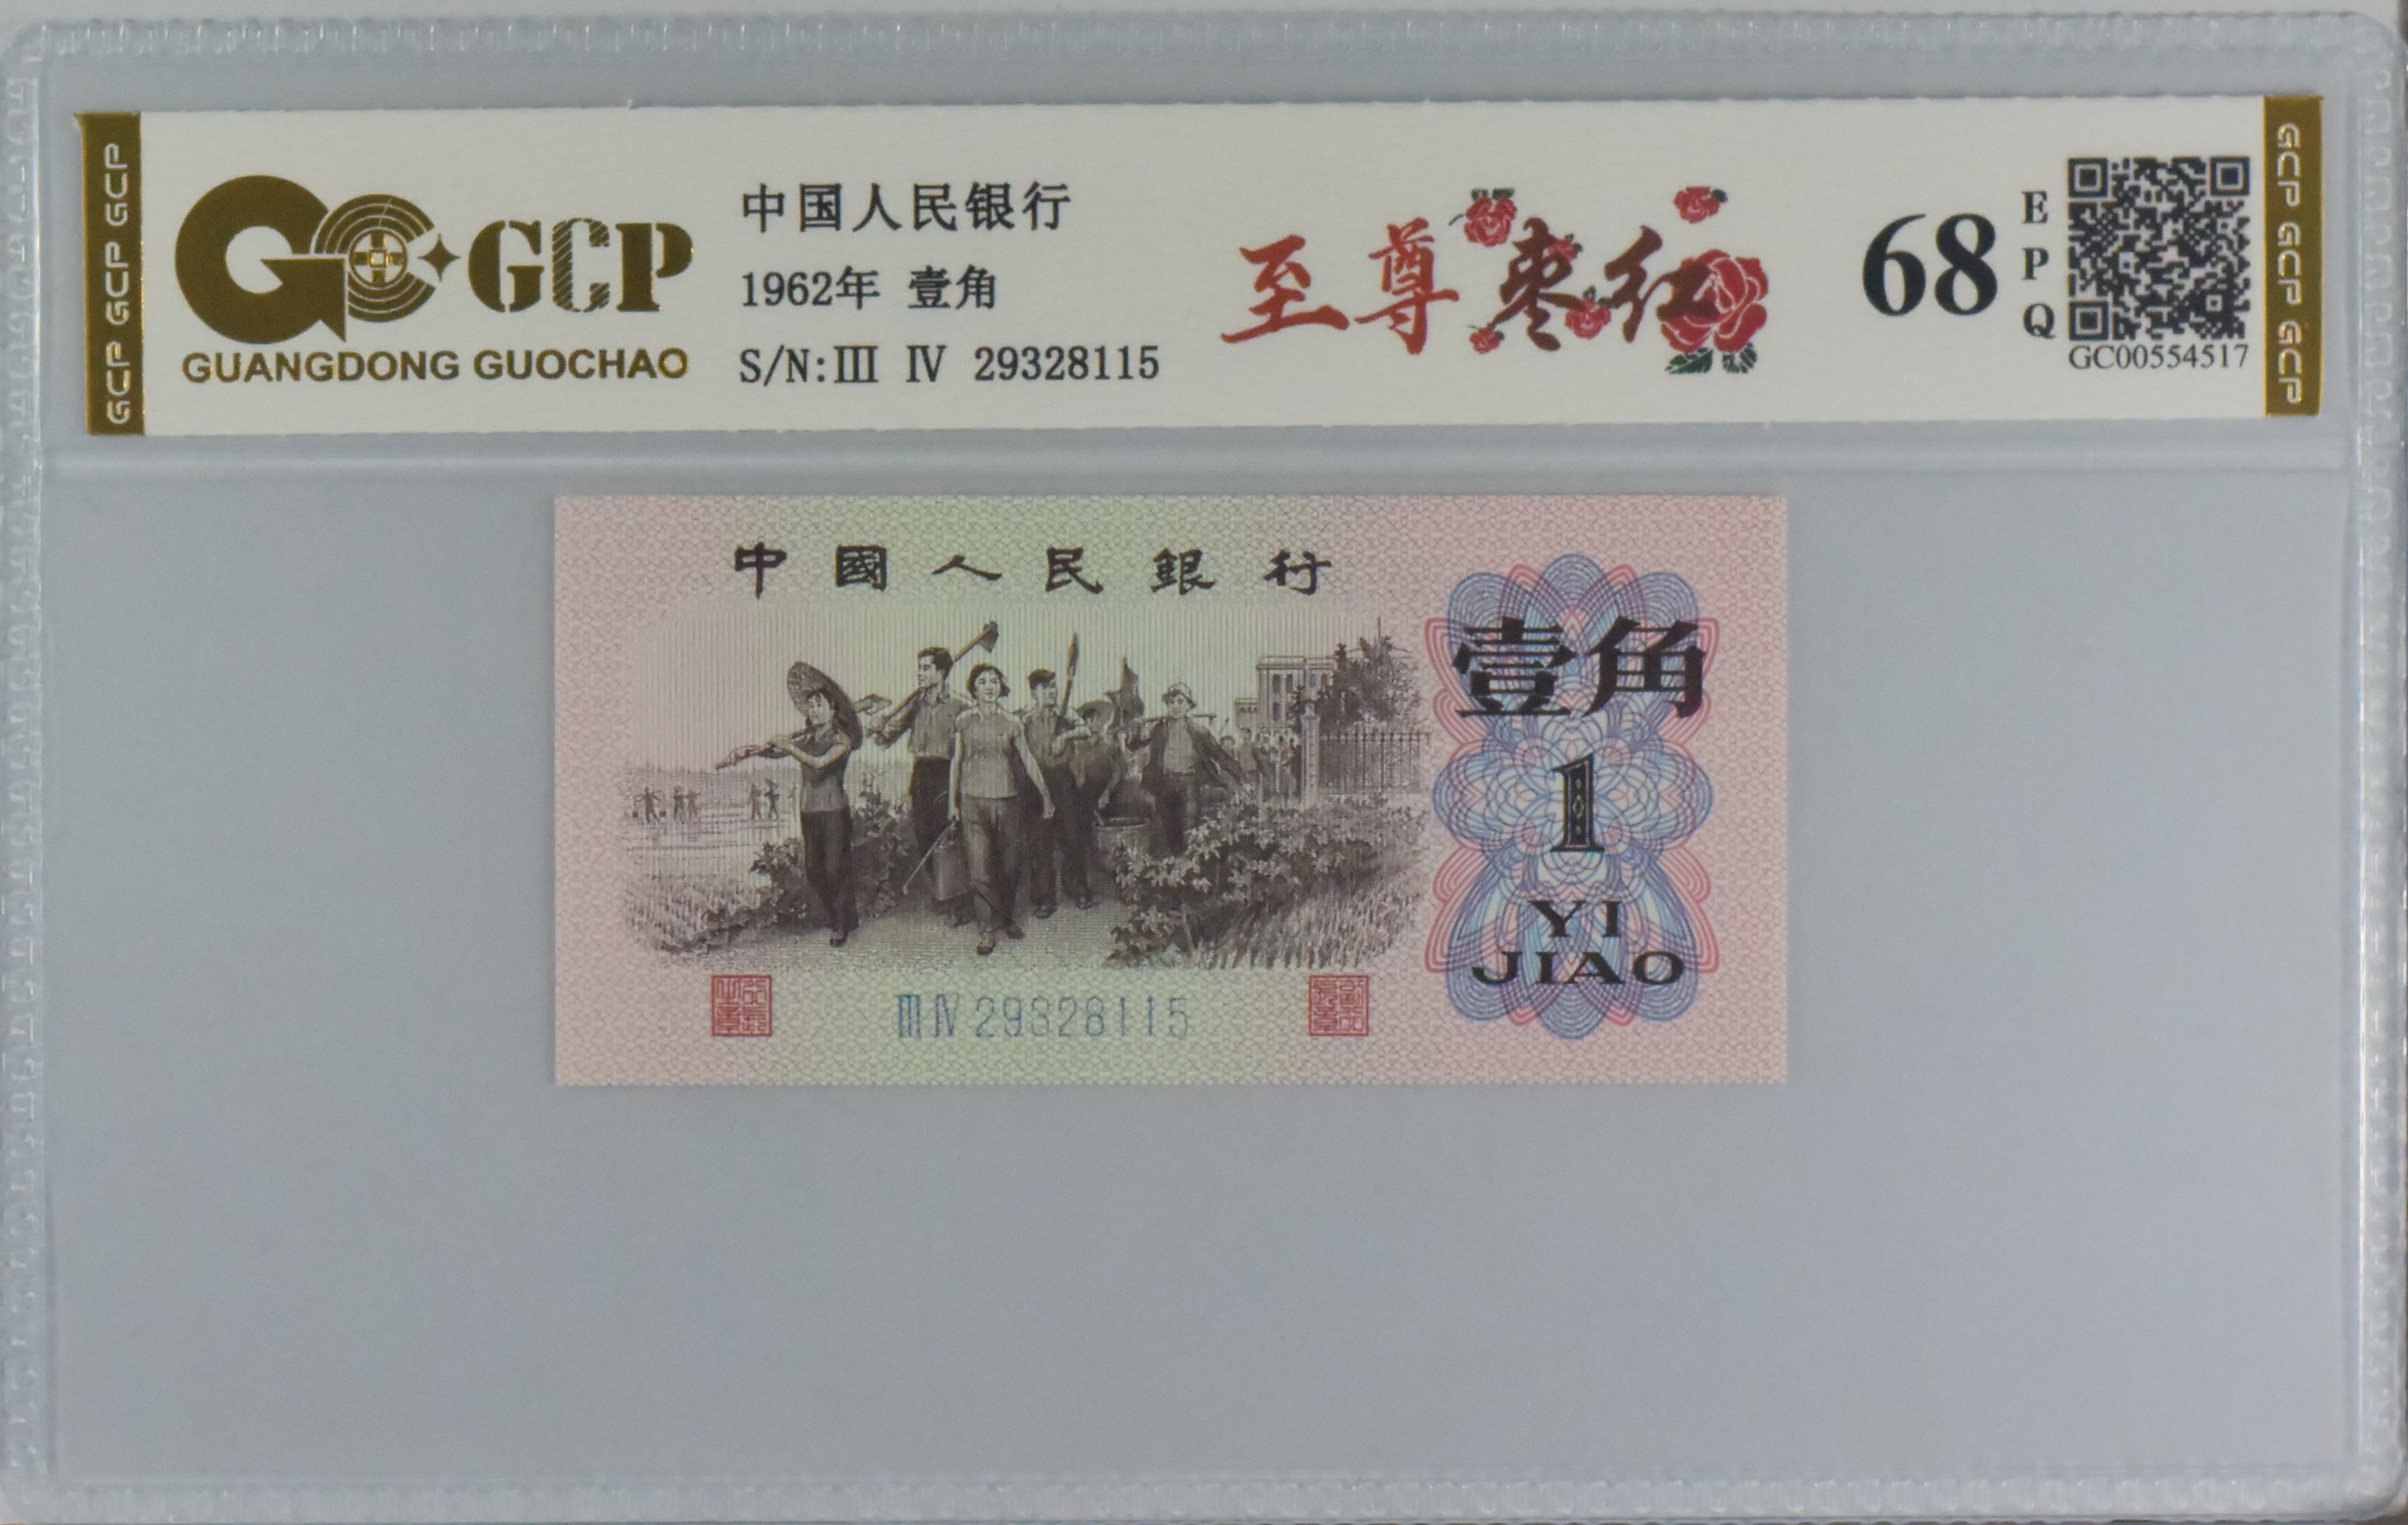 GCP GCP GCP
GCP
GUANGDONG GUOCHAO
中国人民银行
1962年 壹角
S/N:Ⅲ Ⅳ 29328115
至尊枣红
68
EPQ
GC00554517
GCP GCP GCP
中國人民銀行
壹角
1
YI
JIAO
ⅢⅣ 29328115